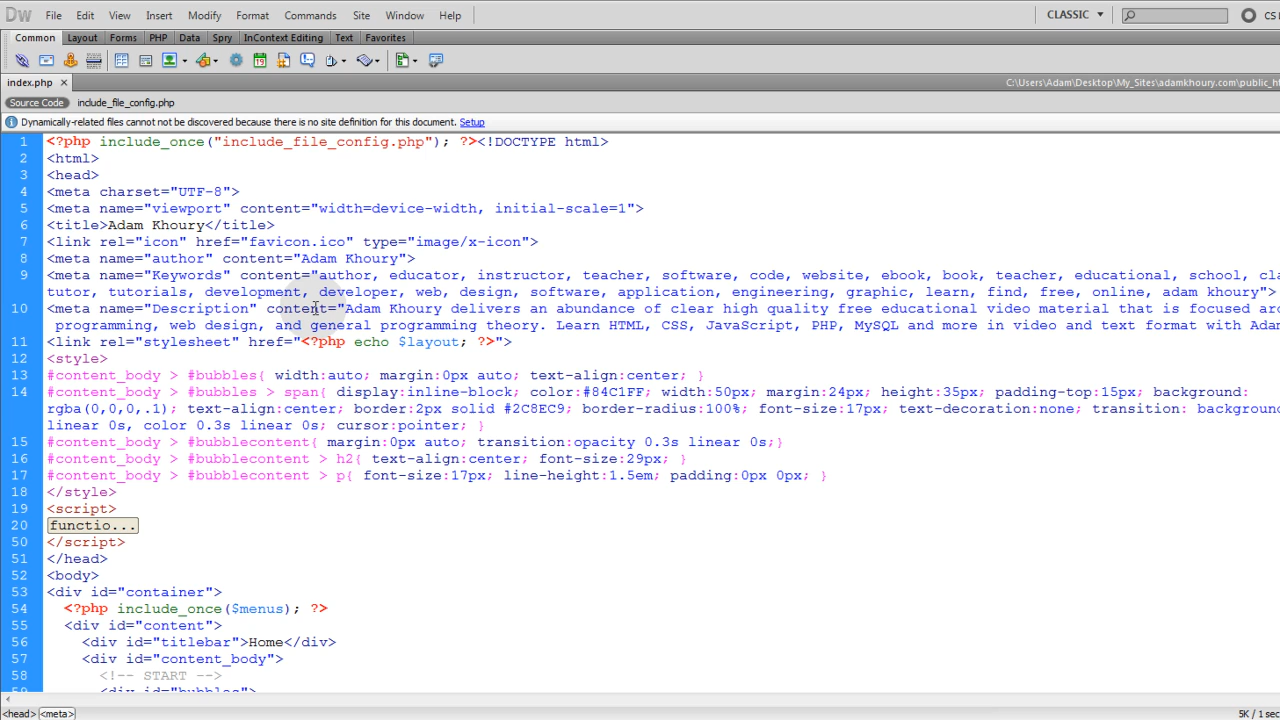 Dw File Edit View Insert Modify Format Commands Site Window Help CLASSIC CS
Common Layout Forms PHP Data Spry InContext Editing Text Favorites
index.php × C:\Users\Adam\Desktop\My_Sites\adamkhoury.com\public_ht
Source Code include_file_config.php
Dynamically-related files cannot not be discovered because there is no site definition for this document. Setup
1 <?php include_once("include_file_config.php"); ?><!DOCTYPE html>
2 <html>
3 <head>
4 <meta charset="UTF-8">
5 <meta name="viewport" content="width=device-width, initial-scale=1">
6 <title>Adam Khoury</title>
7 <link rel="icon" href="favicon.ico" type="image/x-icon">
8 <meta name="author" content="Adam Khoury">
9 <meta name="Keywords" content="author, educator, instructor, teacher, software, code, website, ebook, book, teacher, educational, school, cla
tutor, tutorials, development, developer, web, design, software, application, engineering, graphic, learn, find, free, online, adam khoury">
10 <meta name="Description" content="Adam Khoury delivers an abundance of clear high quality free educational video material that is focused aro
programming, web design, and general programming theory. Learn HTML, CSS, JavaScript, PHP, MySQL and more in video and text format with Adam
11 <link rel="stylesheet" href="<?php echo $layout; ?>">
12 <style>
13 #content_body > #bubbles{ width:auto; margin:0px auto; text-align:center; }
14 #content_body > #bubbles > span{ display:inline-block; color:#84C1FF; width:50px; margin:24px; height:35px; padding-top:15px; background:
rgba(0,0,0,.1); text-align:center; border:2px solid #2C8EC9; border-radius:100%; font-size:17px; text-decoration:none; transition: background
linear 0s, color 0.3s linear 0s; cursor:pointer; }
15 #content_body > #bubblecontent{ margin:0px auto; transition:opacity 0.3s linear 0s;}
16 #content_body > #bubblecontent > h2{ text-align:center; font-size:29px; }
17 #content_body > #bubblecontent > p{ font-size:17px; line-height:1.5em; padding:0px 0px; }
18 </style>
19 <script>
20 functio...
50 </script>
51 </head>
52 <body>
53 <div id="container">
54 <?php include_once($menus); ?>
55 <div id="content">
56 <div id="titlebar">Home</div>
57 <div id="content_body">
58 <!-- START -->
59 <div id="bubbles">
<head> <meta> 5K / 1 sec